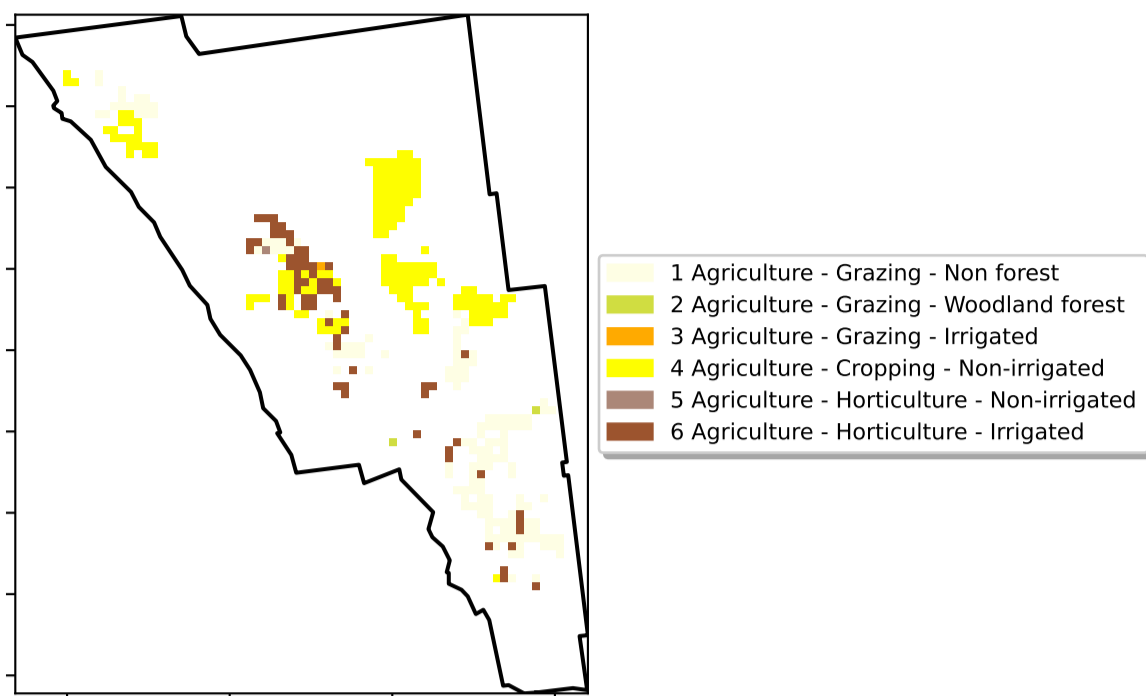 1 Agriculture - Grazing - Non forest
2 Agriculture - Grazing - Woodland forest
3 Agriculture - Grazing - Irrigated
4 Agriculture - Cropping - Non-irrigated
5 Agriculture - Horticulture - Non-irrigated
6 Agriculture - Horticulture - Irrigated